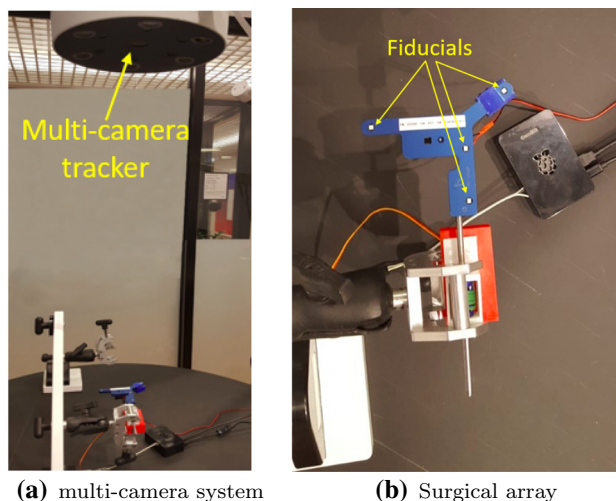 Multi-camera
tracker
Fiducials
(a) multi-camera system
(b) Surgical array